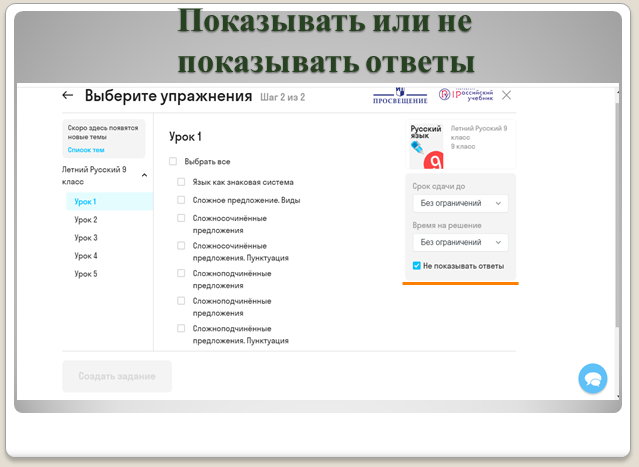 Показывать или не
показывать ответы
Выберите упражнения Шаг 2 из 2
ПРОСВЕЩЕНИЕ
российский
учебник
Скоро здесь появятся
новые темы
Список тем
Летний Русский 9
класс
Урок 1
Урок 2
Урок 3
Урок 4
Урок 5
Урок 1
Выбрать все
Язык как знаковая система
Сложное предложение. Виды
Сложносочинённые
предложения
Сложносочинённые
предложения. Пунктуация
Сложноподчинённые
предложения
Сложноподчинённые
предложения
Сложноподчинённые
предложения. Пунктуация
Русский
язык
9
Летний Русский 9
класс
9 класс
Срок сдачи до
Без ограничений
Время на решение
Без ограничений
Не показывать ответы
Создать задание